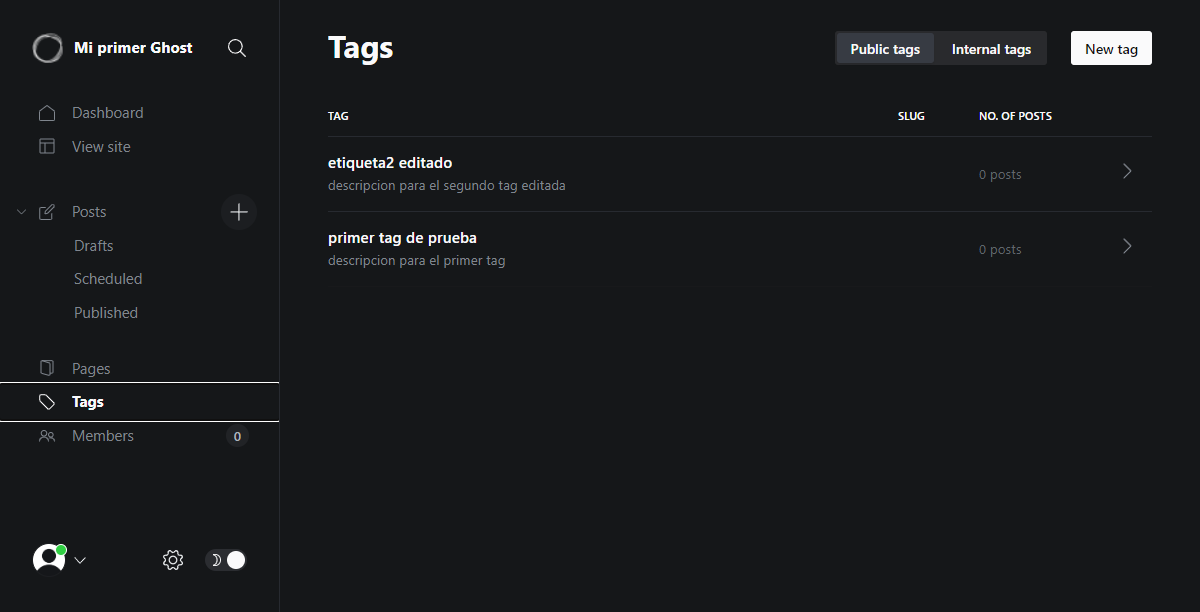 Mi primer Ghost
Dashboard
View site
Posts
Drafts
Scheduled
Published
Pages
Tags
Members 0
Tags
Public tags Internal tags New tag
TAG SLUG NO. OF POSTS
etiqueta2 editado
descripcion para el segundo tag editada
0 posts
primer tag de prueba
descripcion para el primer tag
0 posts